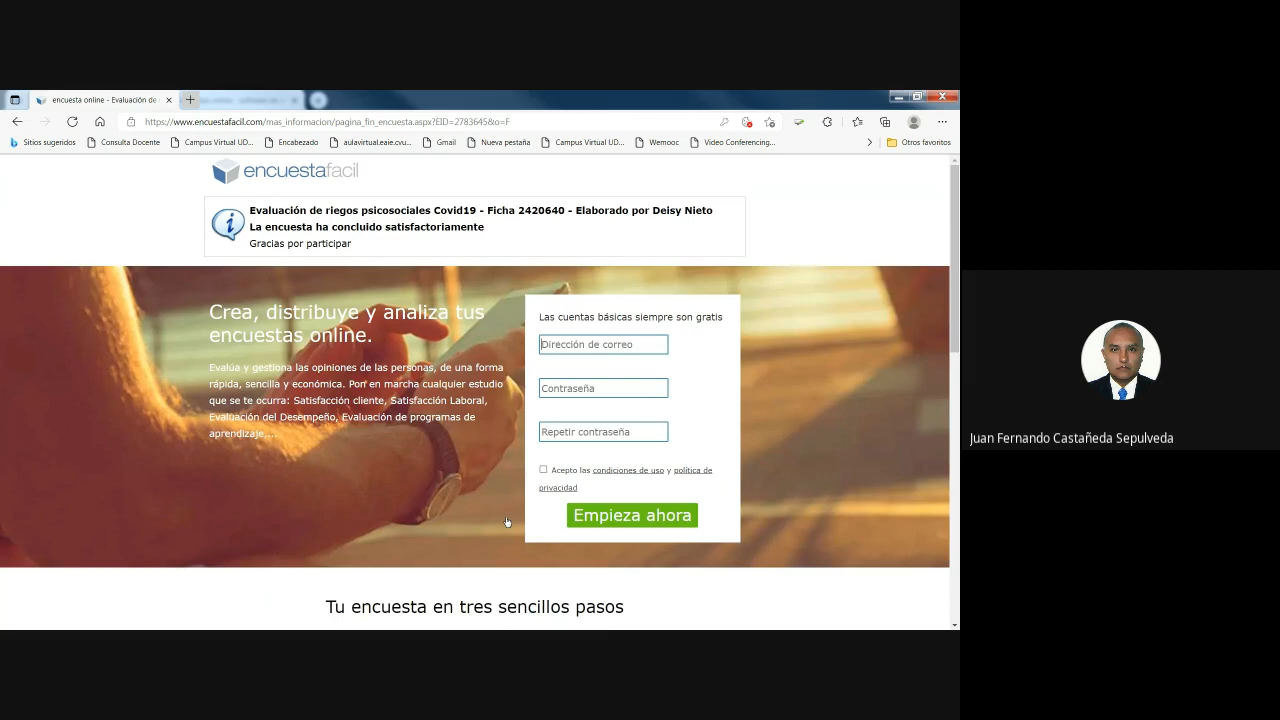 encuesta online - Evaluación de
https://www.encuestafacil.com/mas_informacion/pagina_fin_encuesta.aspx?EID=2783645&o=F
Sitios sugeridos Consulta Docente Campus Virtual UD... Encabezado aulavirtual.eaie.cvu... Gmail Nueva pestaña Campus Virtual UD... Wemooc Video Conferencing... Otros favoritos
encuestafacil
Evaluación de riegos psicosociales Covid19 - Ficha 2420640 - Elaborado por Deisy Nieto
La encuesta ha concluido satisfactoriamente
Gracias por participar
Crea, distribuye y analiza tus
encuestas online.
Evalúa y gestiona las opiniones de las personas, de una forma
rápida, sencilla y económica. Pon en marcha cualquier estudio
que se te ocurra: Satisfacción cliente, Satisfacción Laboral,
Evaluación del Desempeño, Evaluación de programas de
aprendizaje,...
Las cuentas básicas siempre son gratis
Dirección de correo
Contraseña
Repetir contraseña
Acepto las condiciones de uso y política de
privacidad
Empieza ahora
Tu encuesta en tres sencillos pasos
Juan Fernando Castañeda Sepulveda